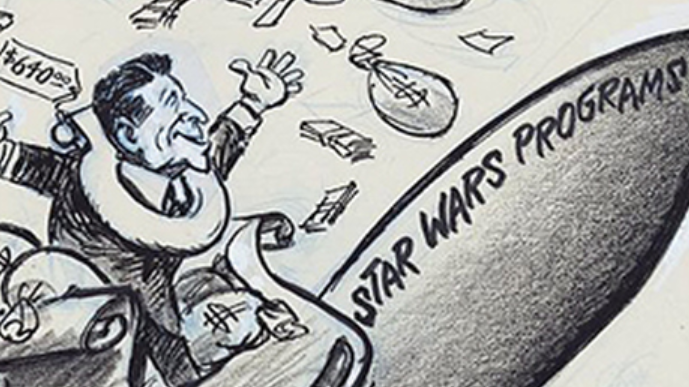 $640.00
STAR WARS PROGRAMS
$
$